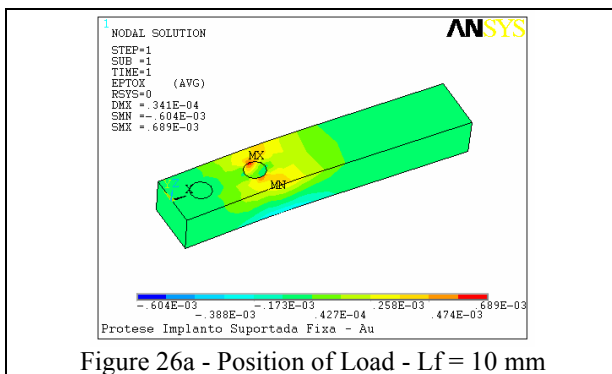 1
NODAL SOLUTION
ANSYS
STEP=1
SUB =1
TIME=1
EPTOX (AVG)
RSYS=0
DMX =.341E-04
SMN =-.604E-03
SMX =.689E-03
MX
MN
X
-.604E-03 -.173E-03 .258E-03 .689E-03
-.388E-03 .427E-04 .474E-03
Protese Implanto Suportada Fixa - Au
Figure 26a - Position of Load - Lf = 10 mm